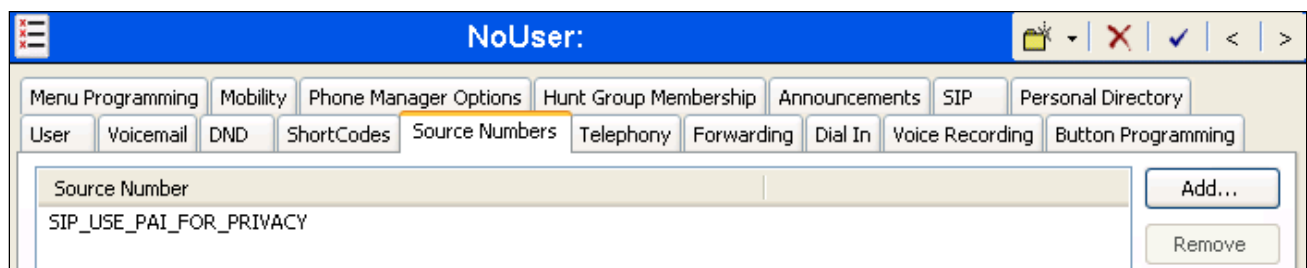 NoUser:
Menu Programming Mobility Phone Manager Options Hunt Group Membership Announcements SIP Personal Directory
User Voicemail DND ShortCodes Source Numbers Telephony Forwarding Dial In Voice Recording Button Programming
Source Number Add...
SIP_USE_PAI_FOR_PRIVACY
Remove